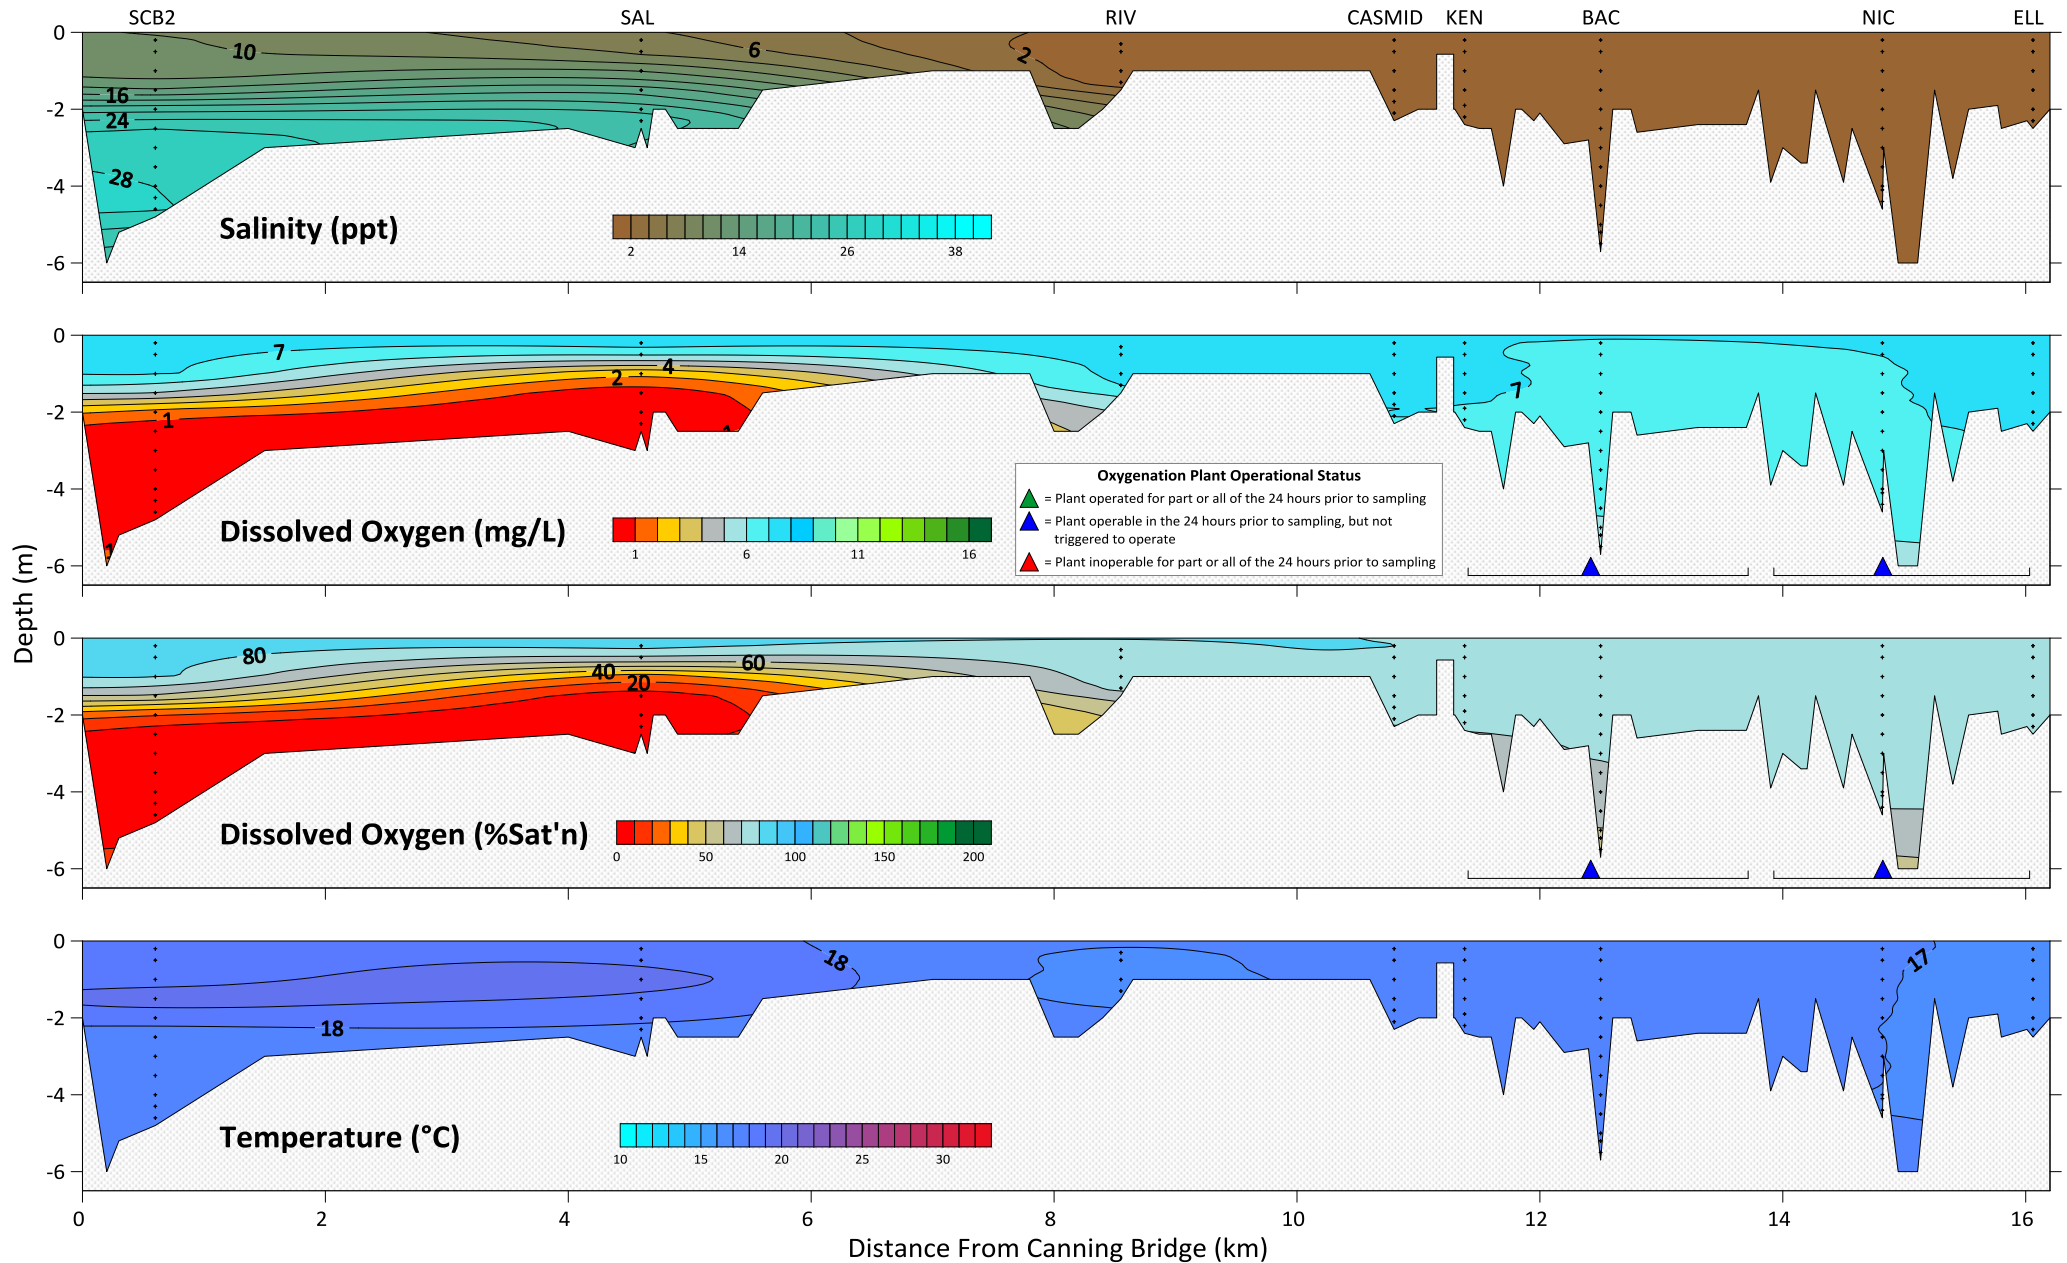 SCB2 SAL RIV CASMID KEN BAC NIC ELL
0
-2
-4
-6
10 6 2
16
24
28
Salinity (ppt)
2 14 26 38
0
-2
-4
-6
7 4 2 1 7
1
1
Dissolved Oxygen (mg/L)
1 6 11 16
Oxygenation Plant Operational Status
= Plant operated for part or all of the 24 hours prior to sampling
= Plant operable in the 24 hours prior to sampling, but not
triggered to operate
= Plant inoperable for part or all of the 24 hours prior to sampling
Depth (m)
0
-2
-4
-6
80 40 20 60
Dissolved Oxygen (%Sat'n)
0 50 100 150 200
0
-2
-4
-6
18 18 17
Temperature (°C)
10 15 20 25 30
0 2 4 6 8 10 12 14 16
Distance From Canning Bridge (km)